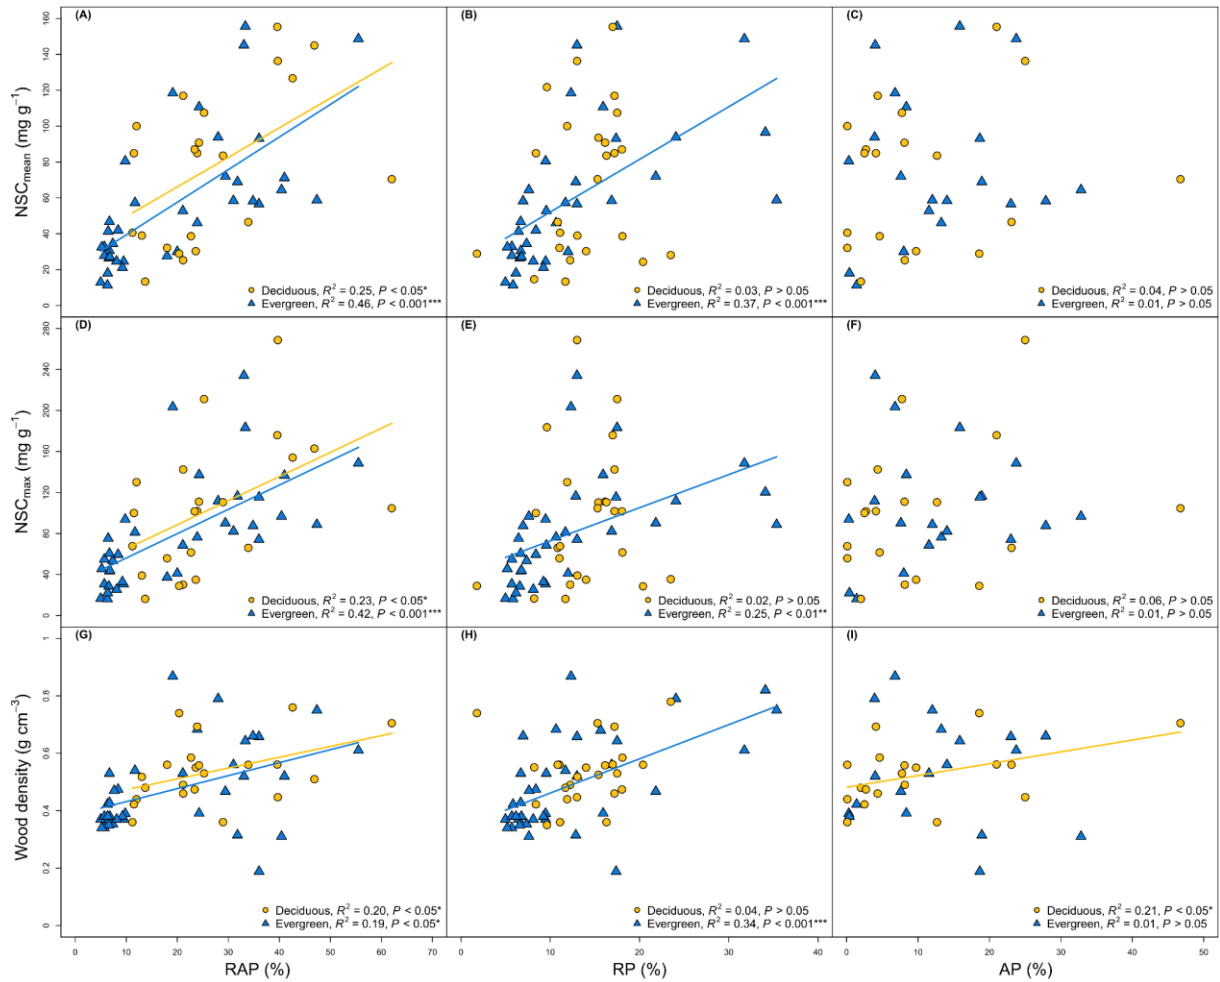 (A)
(B)
(C)
NSCmean (mg g⁻¹)
0
20
40
60
80
100
120
140
160
Deciduous, R² = 0.25, P < 0.05*
Evergreen, R² = 0.46, P < 0.001***
Deciduous, R² = 0.03, P > 0.05
Evergreen, R² = 0.37, P < 0.001***
Deciduous, R² = 0.04, P > 0.05
Evergreen, R² = 0.01, P > 0.05
(D)
(E)
(F)
NSCmax (mg g⁻¹)
0
40
80
120
160
200
240
280
Deciduous, R² = 0.23, P < 0.05*
Evergreen, R² = 0.42, P < 0.001***
Deciduous, R² = 0.02, P > 0.05
Evergreen, R² = 0.25, P < 0.01**
Deciduous, R² = 0.06, P > 0.05
Evergreen, R² = 0.01, P > 0.05
(G)
(H)
(I)
Wood density (g cm⁻³)
0
0.2
0.4
0.6
0.8
1
Deciduous, R² = 0.20, P < 0.05*
Evergreen, R² = 0.19, P < 0.05*
Deciduous, R² = 0.04, P > 0.05
Evergreen, R² = 0.34, P < 0.001***
Deciduous, R² = 0.21, P < 0.05*
Evergreen, R² = 0.01, P > 0.05
0 10 20 30 40 50 60 70
0 10 20 30 40
0 10 20 30 40 50
RAP (%)
RP (%)
AP (%)